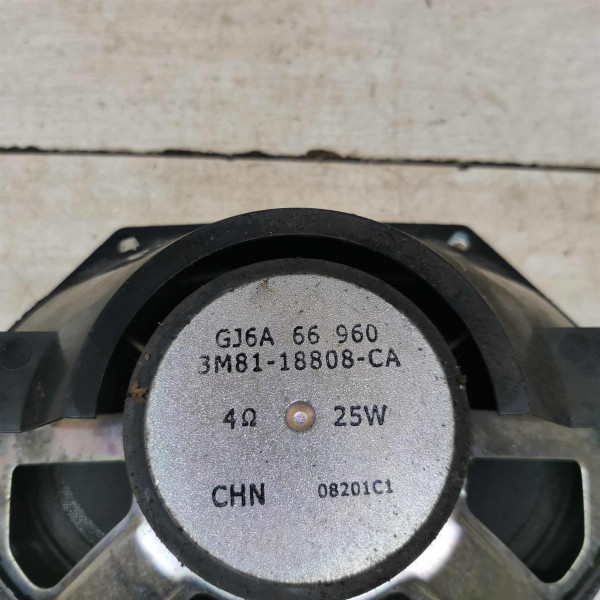 GJ6A 66 960
3M81-18808-CA
4Ω 25W
CHN 08201C1